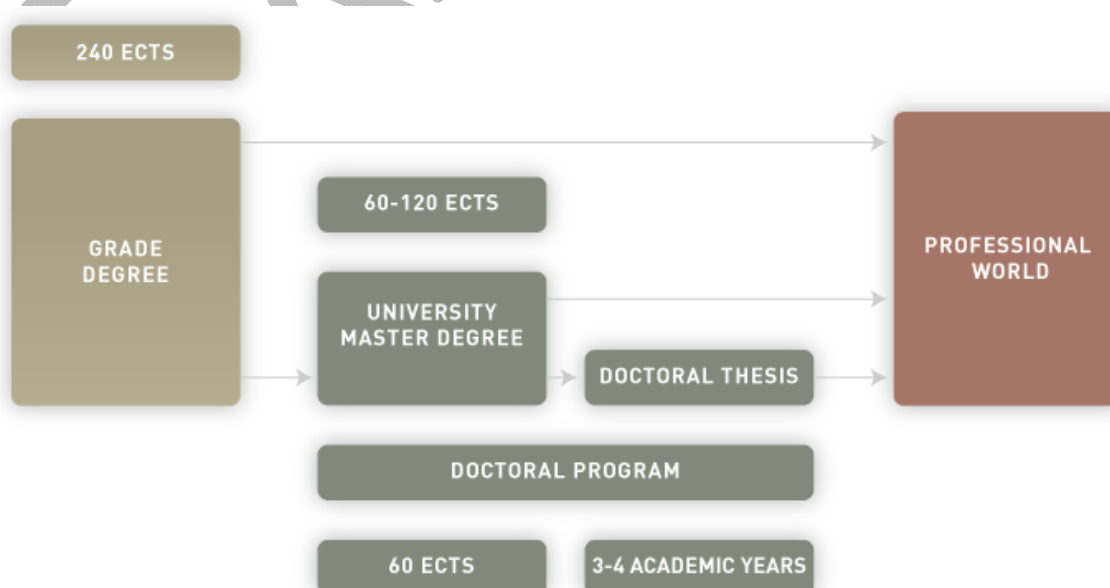 240 ECTS
GRADE
DEGREE
60-120 ECTS
UNIVERSITY
MASTER DEGREE
DOCTORAL THESIS
PROFESSIONAL
WORLD
DOCTORAL PROGRAM
60 ECTS
3-4 ACADEMIC YEARS